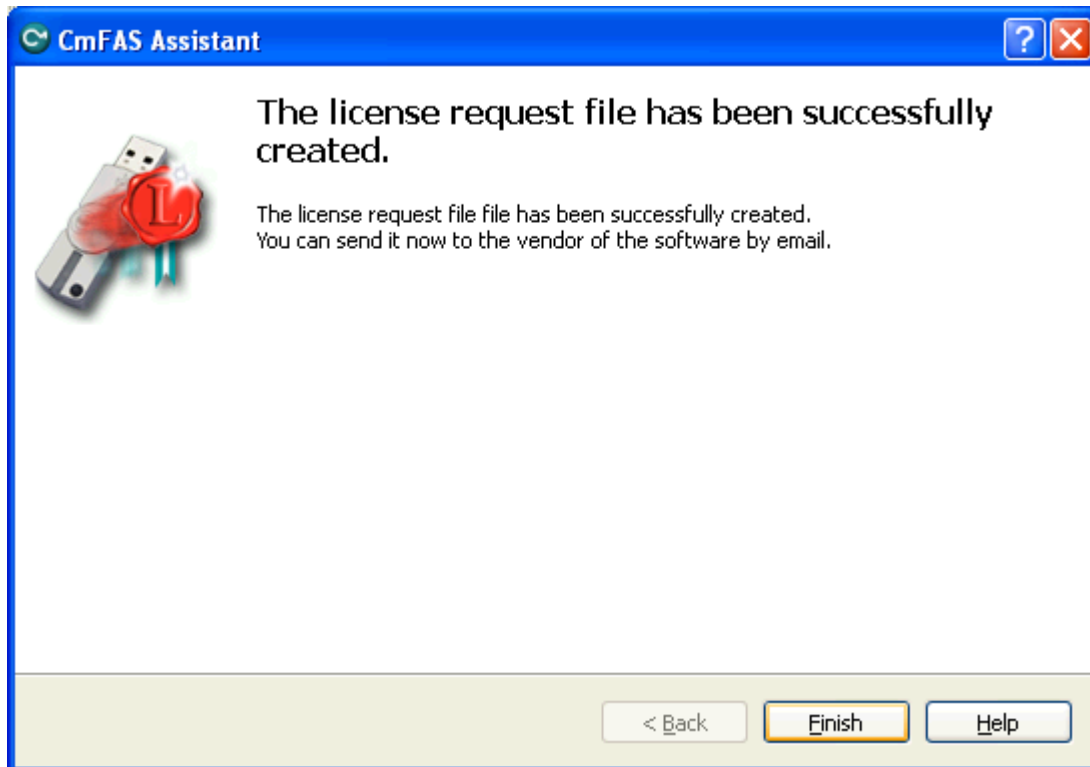 CmFAS Assistant
The license request file has been successfully
created.
The license request file file has been successfully created.
You can send it now to the vendor of the software by email.
L
< Back Finish Help